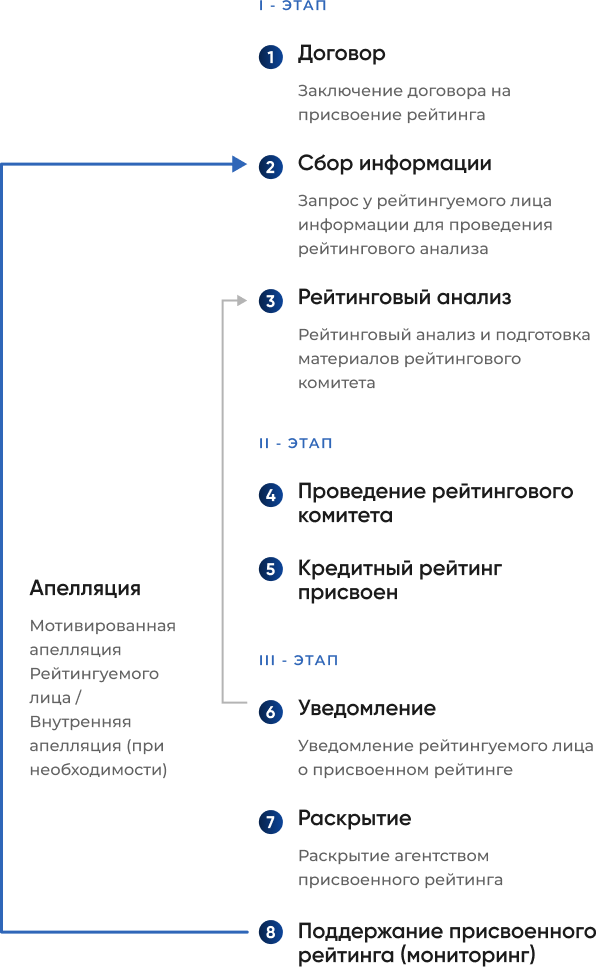 I - ЭТАП
1 Договор
Заключение договора на
присвоение рейтинга
2 Сбор информации
Запрос у рейтингуемого лица
информации для проведения
рейтингового анализа
3 Рейтинговый анализ
Рейтинговый анализ и подготовка
материалов рейтингового
комитета
II - ЭТАП
4 Проведение рейтингового
комитета
5 Кредитный рейтинг
присвоен
Апелляция
Мотивированная
апелляция
Рейтингуемого
лица /
Внутренняя
апелляция (при
необходимости)
III - ЭТАП
6 Уведомление
Уведомление рейтингуемого лица
о присвоенном рейтинге
7 Раскрытие
Раскрытие агентством
присвоенного рейтинга
8 Поддержание присвоенного
рейтинга (мониторинг)